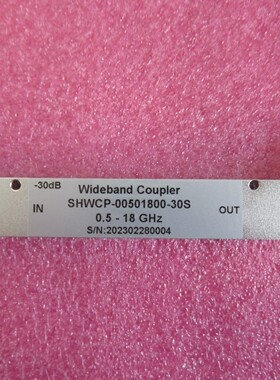 -30dB
Wideband Coupler
IN
SHWCP-00501800-30S
OUT
0.5 - 18 GHz
S/N:202302280004